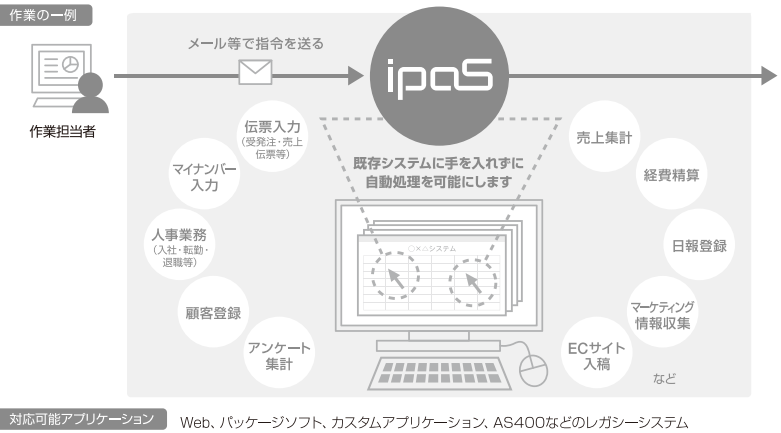 作業の一例
メール等で指令を送る
ipas
作業担当者
伝票入力
(受発注・売上
伝票等)
マイナンバー
入力
人事業務
(入社・転勤・
退職等)
顧客登録
アンケート
集計
既存システムに手を入れずに
自動処理を可能にします
○×△システム
売上集計
経費精算
日報登録
マーケティング
情報収集
ECサイト
入稿
など
対応可能アプリケーション
Web、パッケージソフト、カスタムアプリケーション、AS400などのレガシーシステム